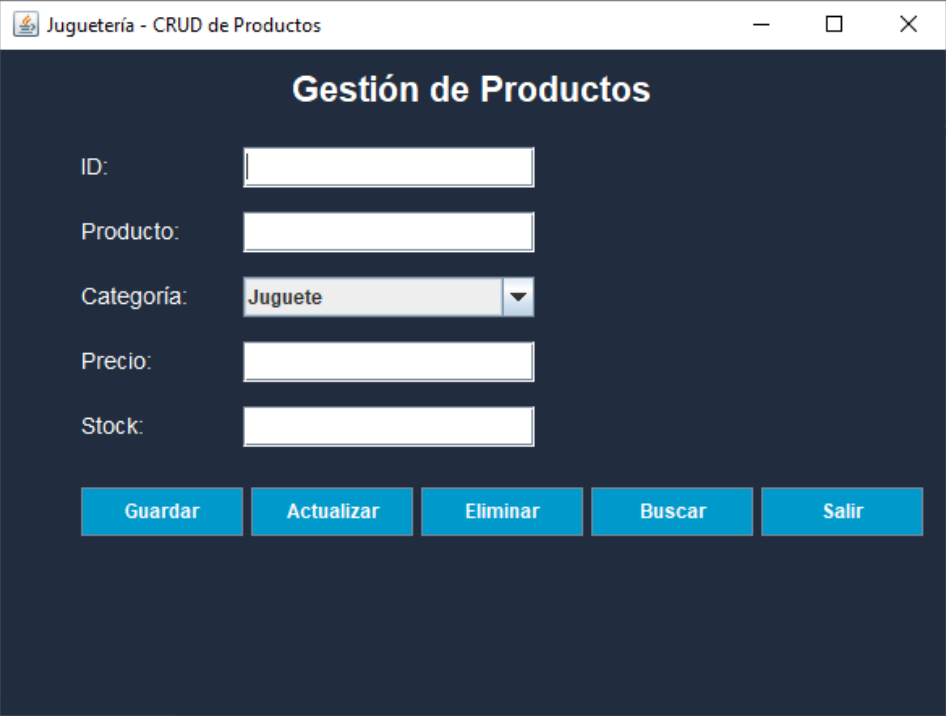 Juguetería - CRUD de Productos
Gestión de Productos
ID:
Producto:
Categoría: Juguete
Precio:
Stock:
Guardar Actualizar Eliminar Buscar Salir